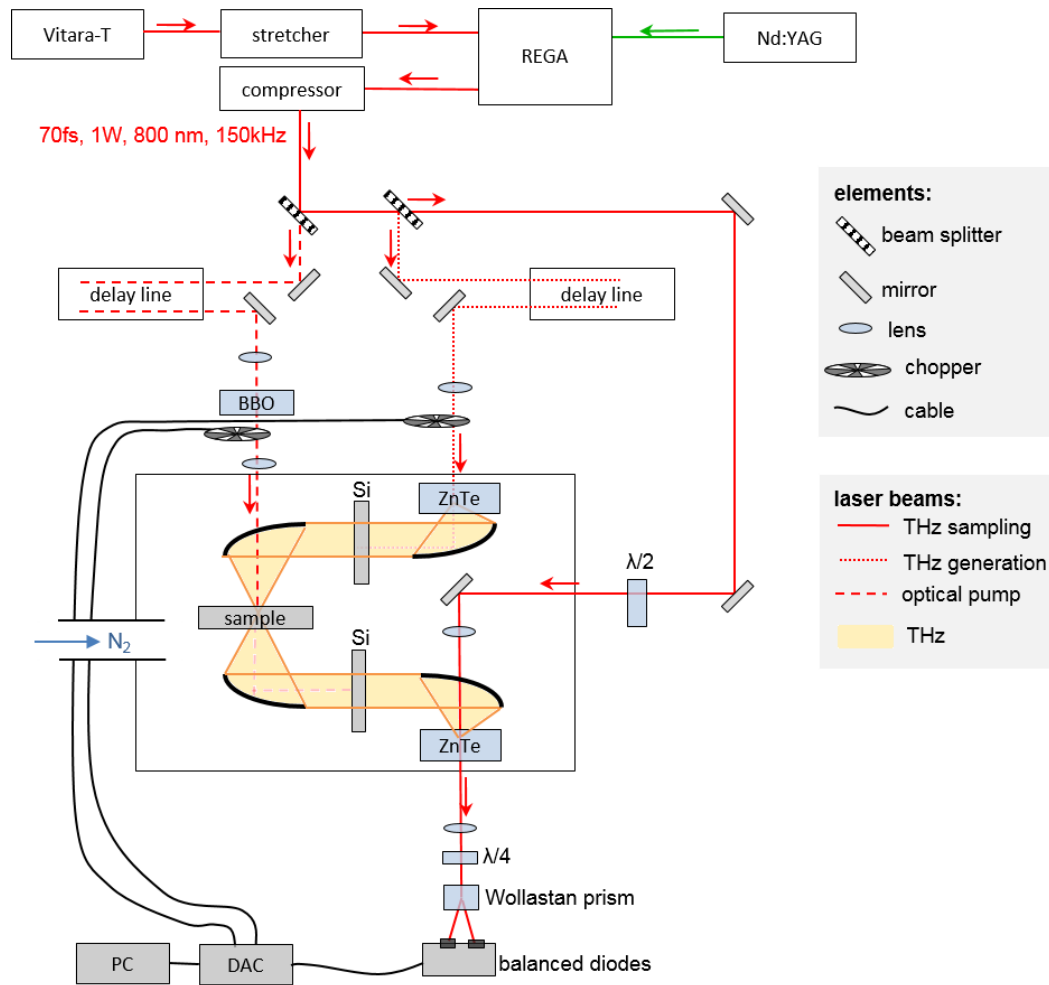 Vitara-T
stretcher
REGA
Nd:YAG
compressor
70fs, 1W, 800 nm, 150kHz
elements:
beam splitter
mirror
lens
chopper
cable
delay line
delay line
BBO
Si
ZnTe
laser beams:
THz sampling
THz generation
optical pump
THz
λ/2
sample
N2
Si
ZnTe
λ/4
Wollastan prism
PC
DAC
balanced diodes